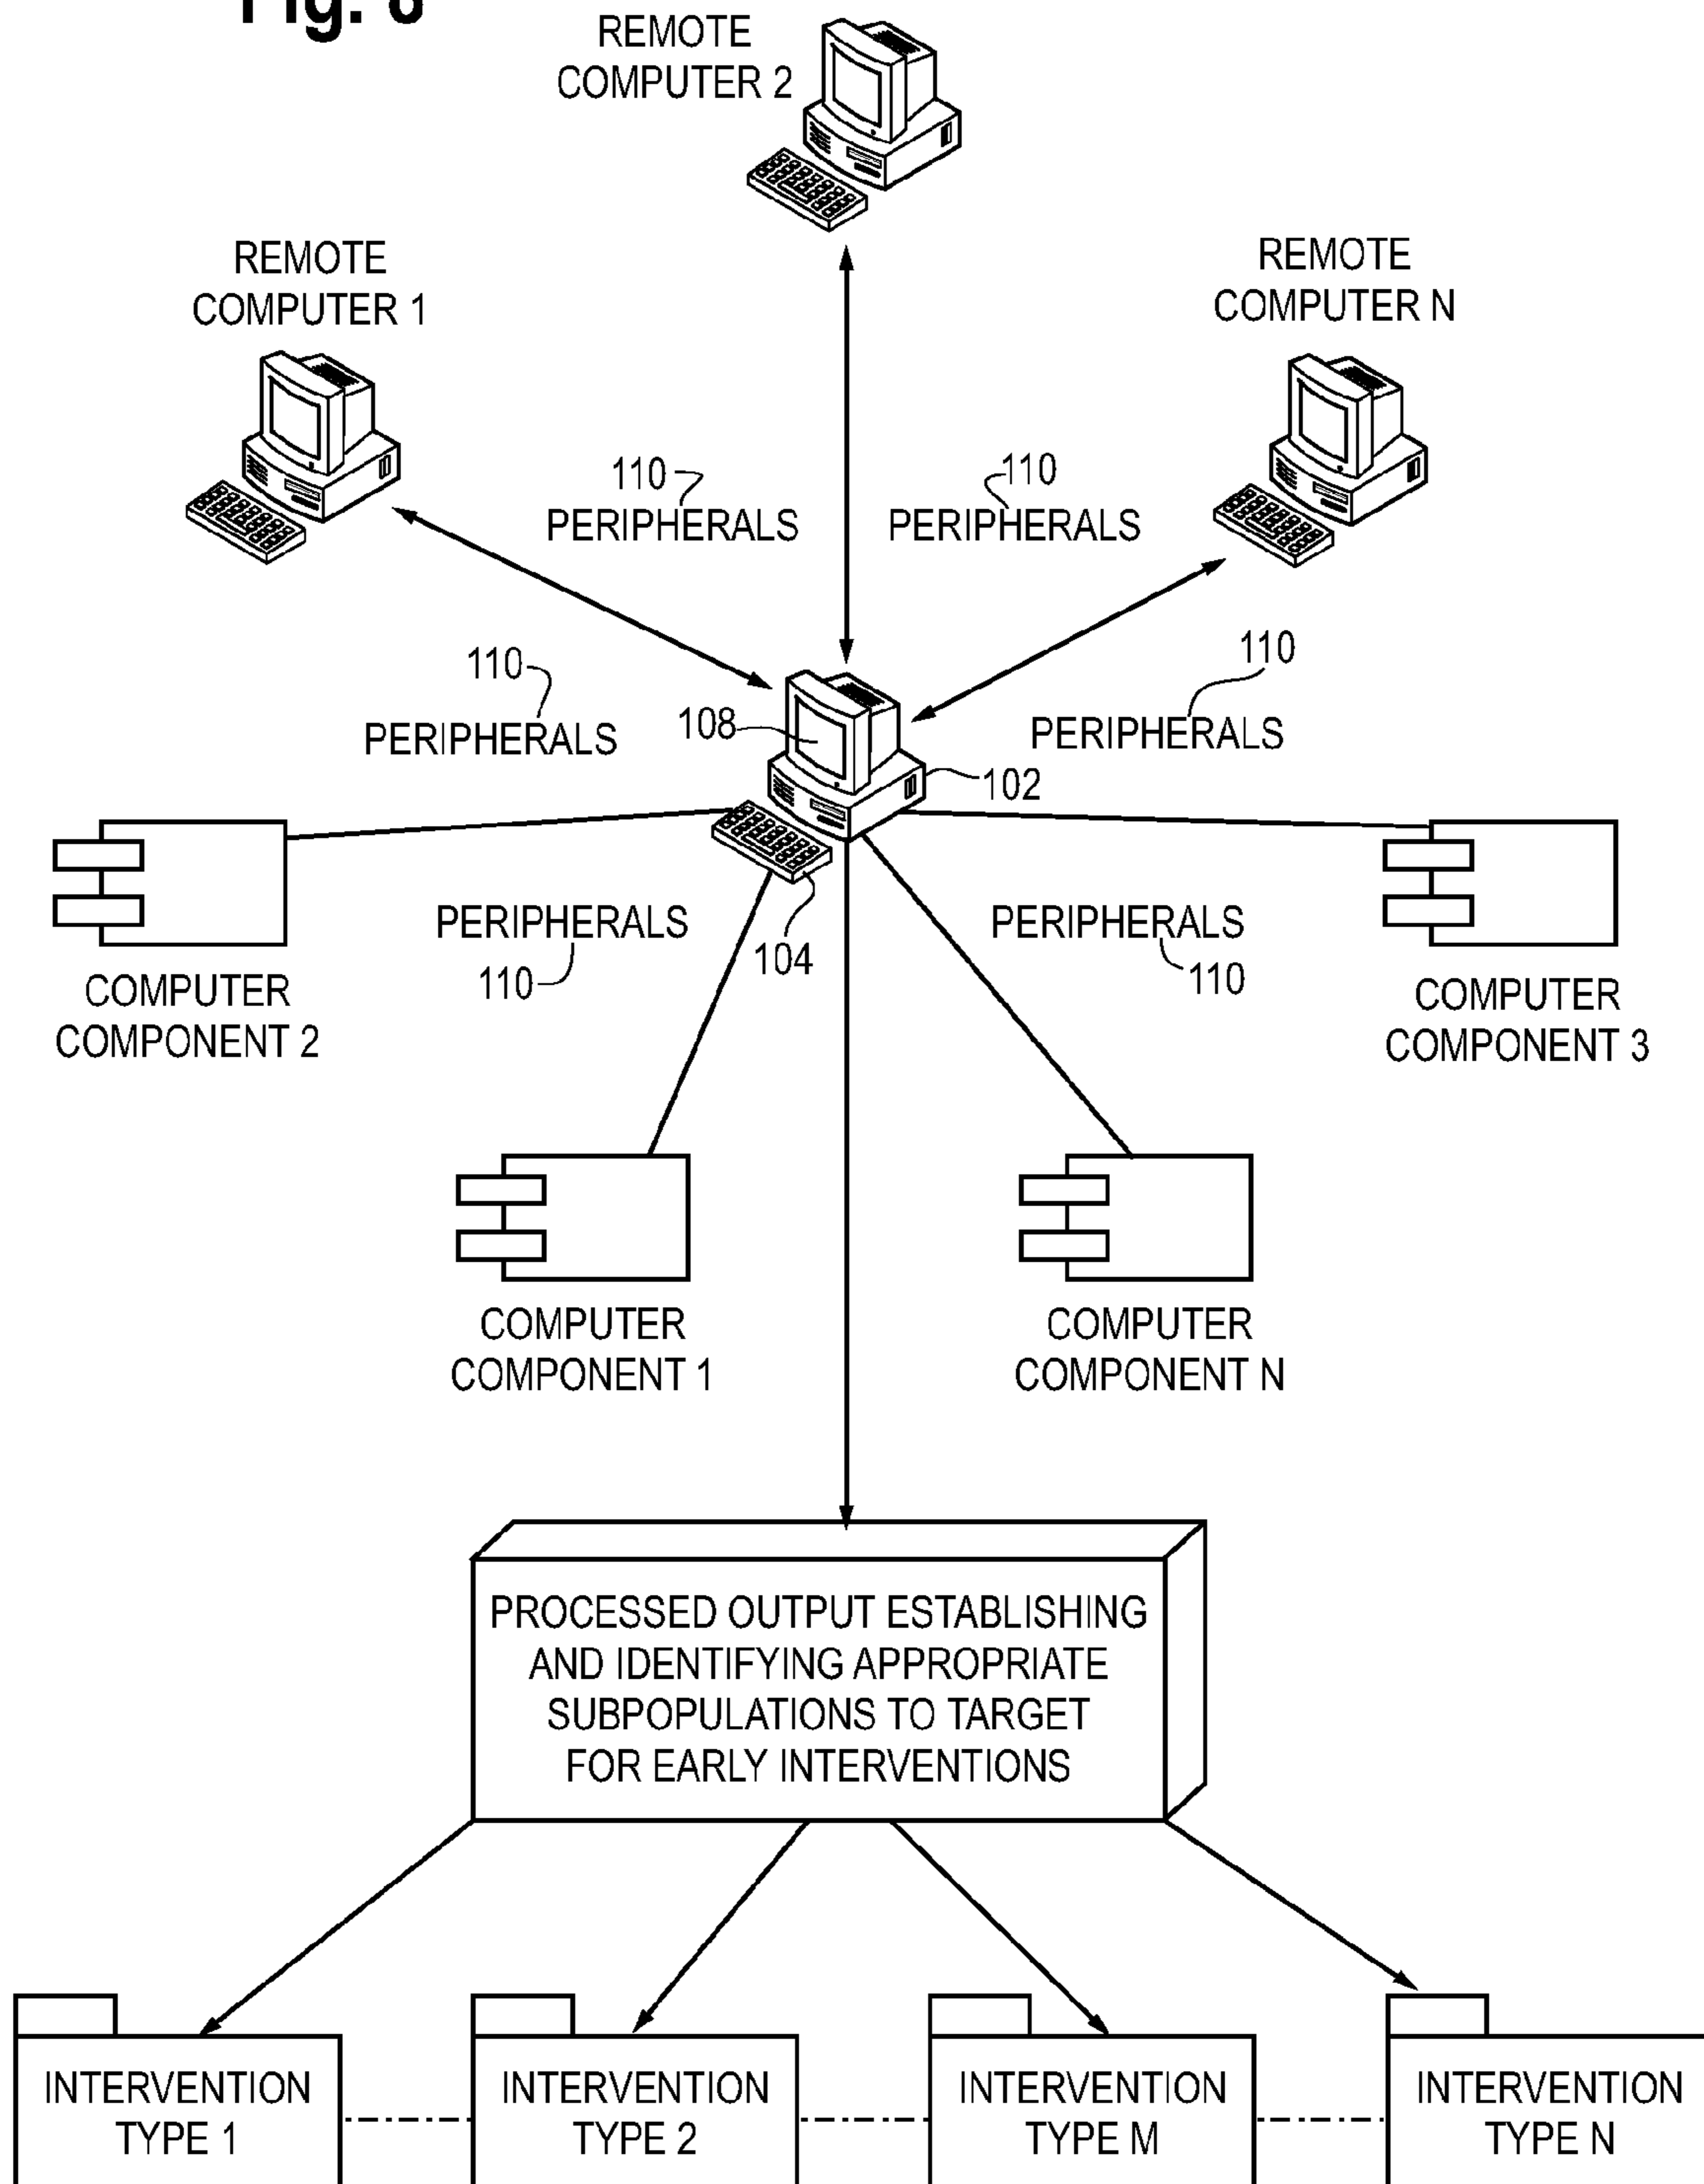 Fig. 8
REMOTE
COMPUTER 2
REMOTE
COMPUTER 1
REMOTE
COMPUTER N
110
PERIPHERALS
110
PERIPHERALS
110
PERIPHERALS
110
PERIPHERALS
108
102
104
PERIPHERALS
110
PERIPHERALS
110
COMPUTER
COMPONENT 2
COMPUTER
COMPONENT 3
COMPUTER
COMPONENT 1
COMPUTER
COMPONENT N
PROCESSED OUTPUT ESTABLISHING
AND IDENTIFYING APPROPRIATE
SUBPOPULATIONS TO TARGET
FOR EARLY INTERVENTIONS
INTERVENTION
TYPE 1
INTERVENTION
TYPE 2
INTERVENTION
TYPE M
INTERVENTION
TYPE N